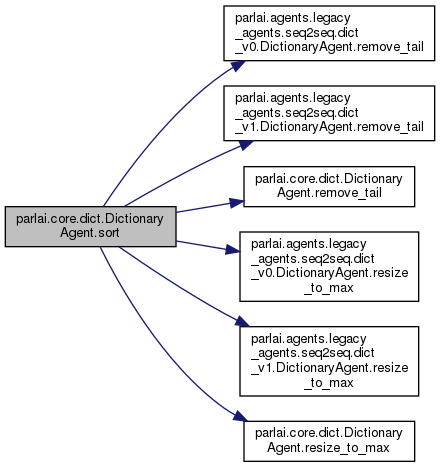 parlai.agents.legacy
_agents.seq2seq.dict
_v0.DictionaryAgent.remove_tail
parlai.agents.legacy
_agents.seq2seq.dict
_v1.DictionaryAgent.remove_tail
parlai.core.dict.Dictionary
Agent.remove_tail
parlai.core.dict.Dictionary
Agent.sort
parlai.agents.legacy
_agents.seq2seq.dict
_v0.DictionaryAgent.resize
_to_max
parlai.agents.legacy
_agents.seq2seq.dict
_v1.DictionaryAgent.resize
_to_max
parlai.core.dict.Dictionary
Agent.resize_to_max